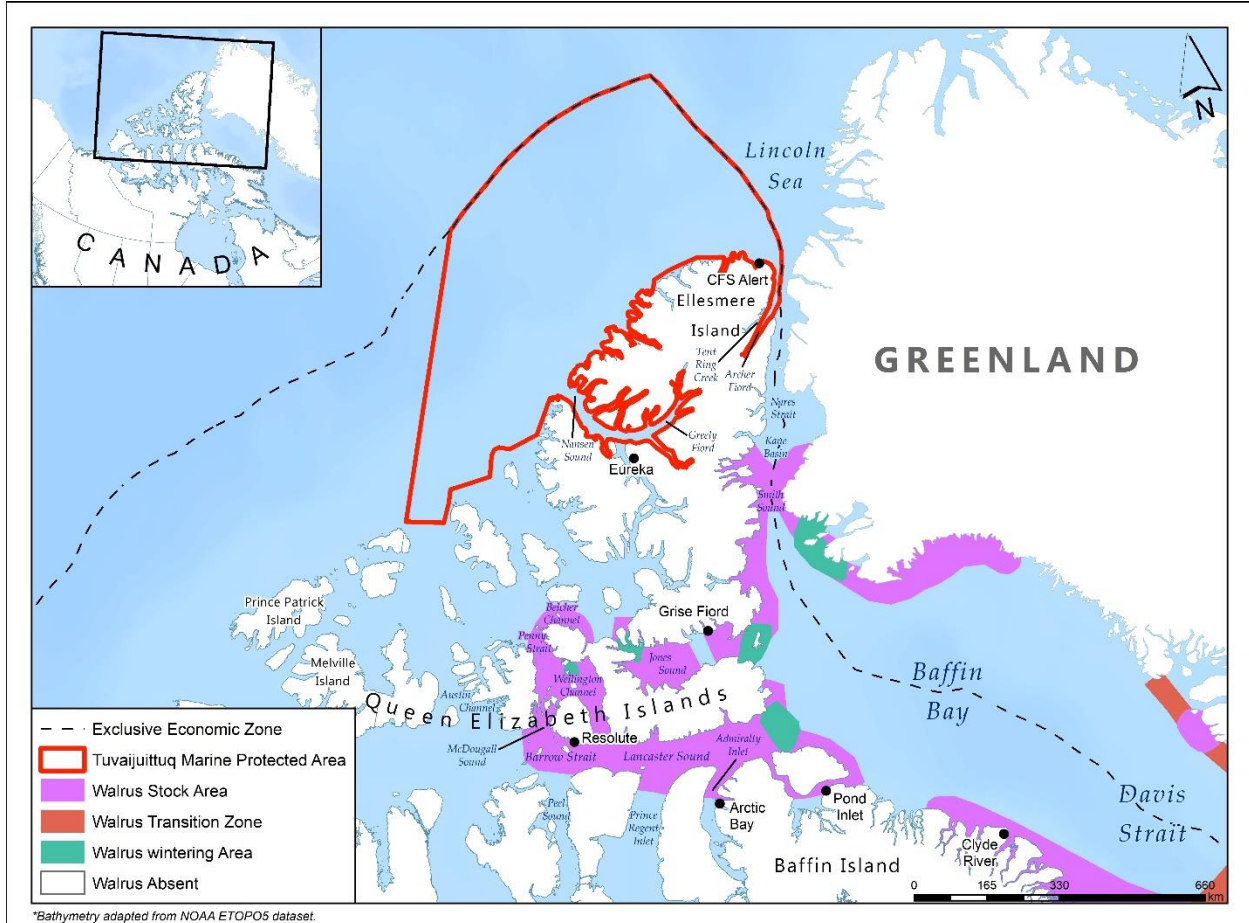 CANADA
N
Lincoln
Sea
CFS Alert
Ellesmere
Island
Tent
Ring
Creek
Archer
Fiord
GREENLAND
Nares
Strait
Kane
Basin
Nansen
Sound
Greely
Fiord
Eureka
Smith
Sound
Prince Patrick
Island
Belcher
Channel
Grise Fiord
Penny
Strait
Melville
Island
Jones
Sound
Wellington
Channel
Austin
Channel
Queen Elizabeth Islands
Baffin
Bay
McDougall
Sound
Resolute
Barrow Strait
Lancaster Sound
Admiralty
Inlet
Peel
Sound
Prince
Regent
Inlet
Arctic
Bay
Pond
Inlet
Davis
Strait
Clyde
River
Baffin Island
Exclusive Economic Zone
Tuvaijuittuq Marine Protected Area
Walrus Stock Area
Walrus Transition Zone
Walrus wintering Area
Walrus Absent
0 165 330 660
km
*Bathymetry adapted from NOAA ETOPO5 dataset.